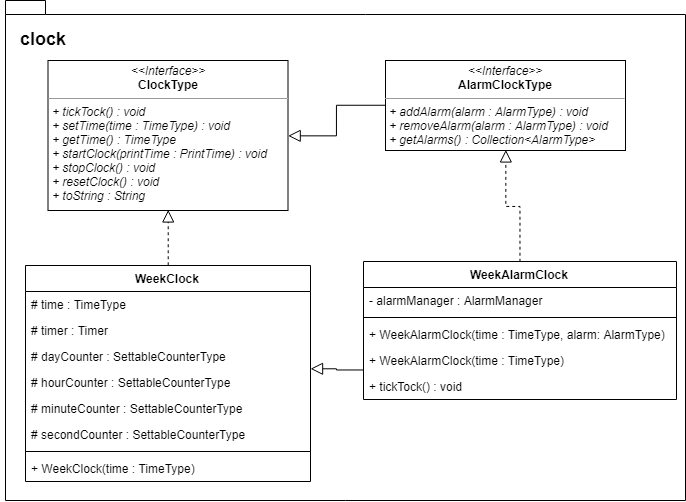 clock
<<Interface>>
ClockType
+ tickTock() : void
+ setTime(time : TimeType) : void
+ getTime() : TimeType
+ startClock(printTime : PrintTime) : void
+ stopClock() : void
+ resetClock() : void
+ toString : String
<<Interface>>
AlarmClockType
+ addAlarm(alarm : AlarmType) : void
+ removeAlarm(alarm : AlarmType) : void
+ getAlarms() : Collection<AlarmType>
WeekClock
# time : TimeType
# timer : Timer
# dayCounter : SettableCounterType
# hourCounter : SettableCounterType
# minuteCounter : SettableCounterType
# secondCounter : SettableCounterType
+ WeekClock(time : TimeType)
WeekAlarmClock
- alarmManager : AlarmManager
+ WeekAlarmClock(time : TimeType, alarm: AlarmType)
+ WeekAlarmClock(time : TimeType)
+ tickTock() : void